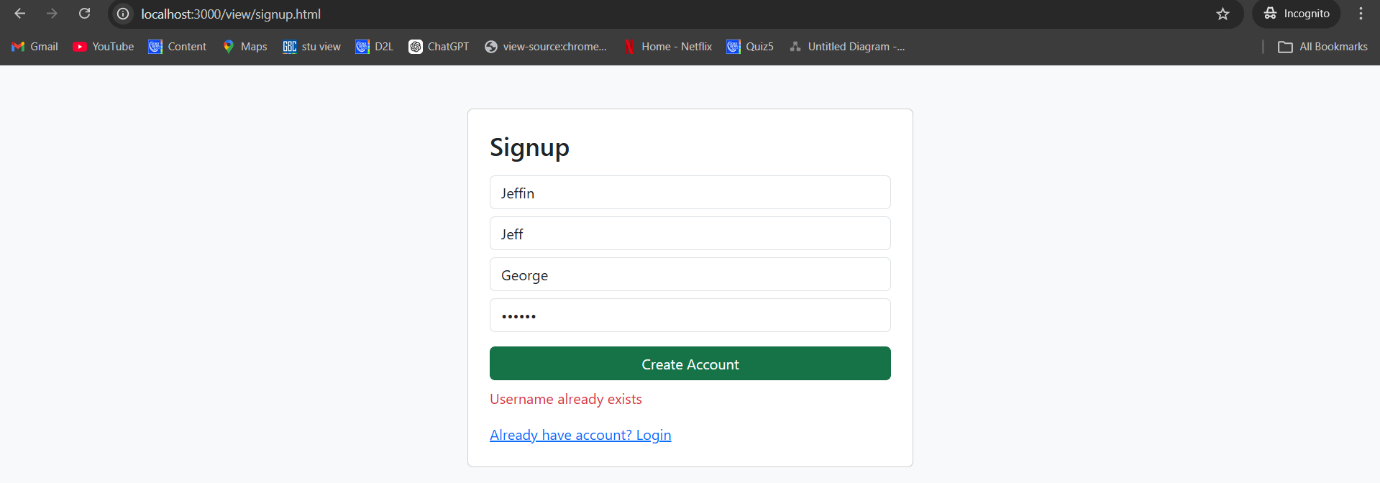 localhost:3000/view/signup.html
Incognito
Gmail YouTube Content Maps GBC stu view D2L ChatGPT view-source:chrome... Home - Netflix Quiz5 Untitled Diagram -... All Bookmarks
Signup
Jeffin
Jeff
George
••••••
Create Account
Username already exists
Already have account? Login